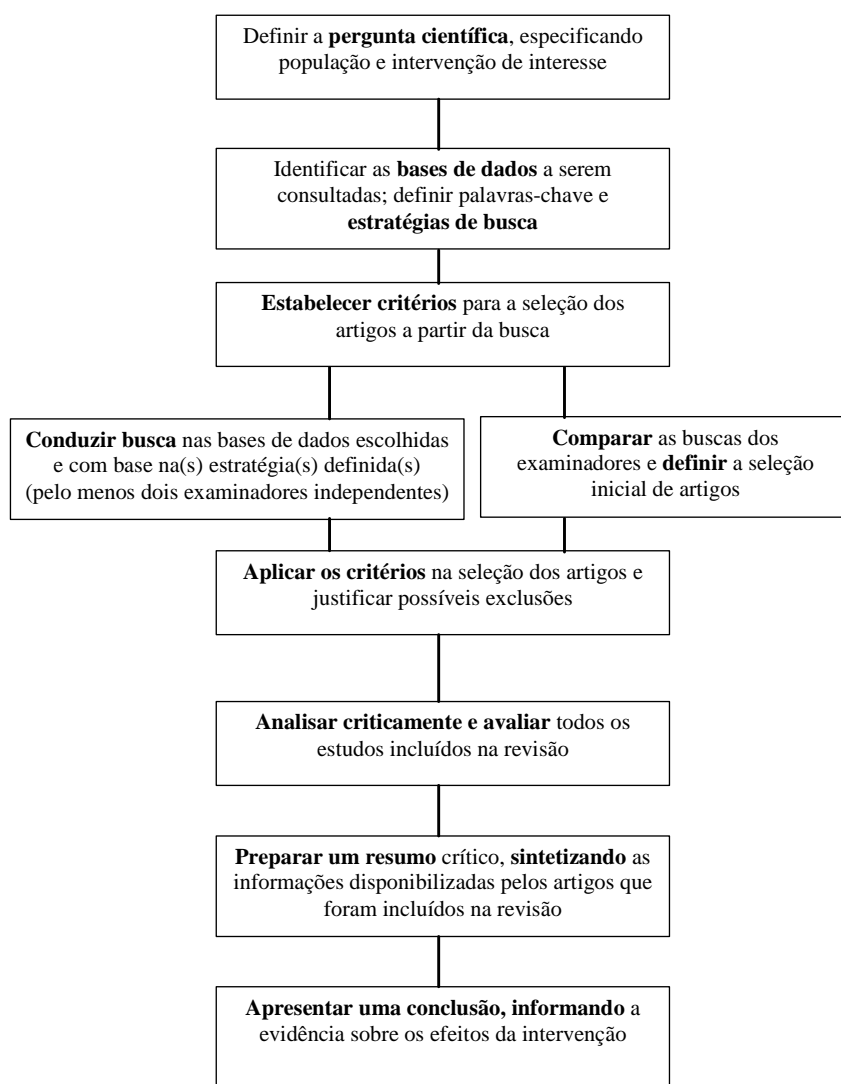 Definir a pergunta científica, especificando
população e intervenção de interesse
Identificar as bases de dados a serem
consultadas; definir palavras-chave e
estratégias de busca
Estabelecer critérios para a seleção dos
artigos a partir da busca
Conduzir busca nas bases de dados escolhidas
e com base na(s) estratégia(s) definida(s)
(pelo menos dois examinadores independentes)
Comparar as buscas dos
examinadores e definir a seleção
inicial de artigos
Aplicar os critérios na seleção dos artigos e
justificar possíveis exclusões
Analisar criticamente e avaliar todos os
estudos incluídos na revisão
Preparar um resumo crítico, sintetizando as
informações disponibilizadas pelos artigos que
foram incluídos na revisão
Apresentar uma conclusão, informando a
evidência sobre os efeitos da intervenção